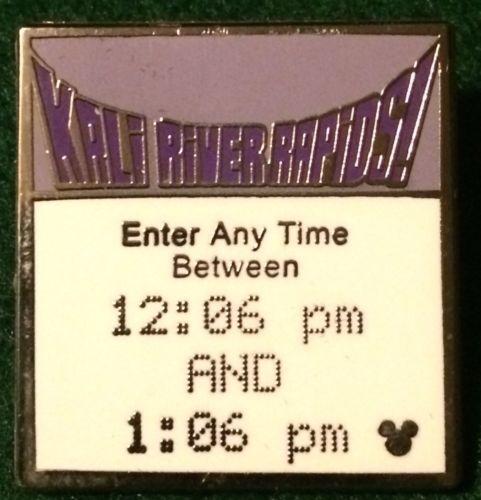 KALI RIVER RAPIDS!
Enter Any Time
Between
12:06 pm
AND
1:06 pm